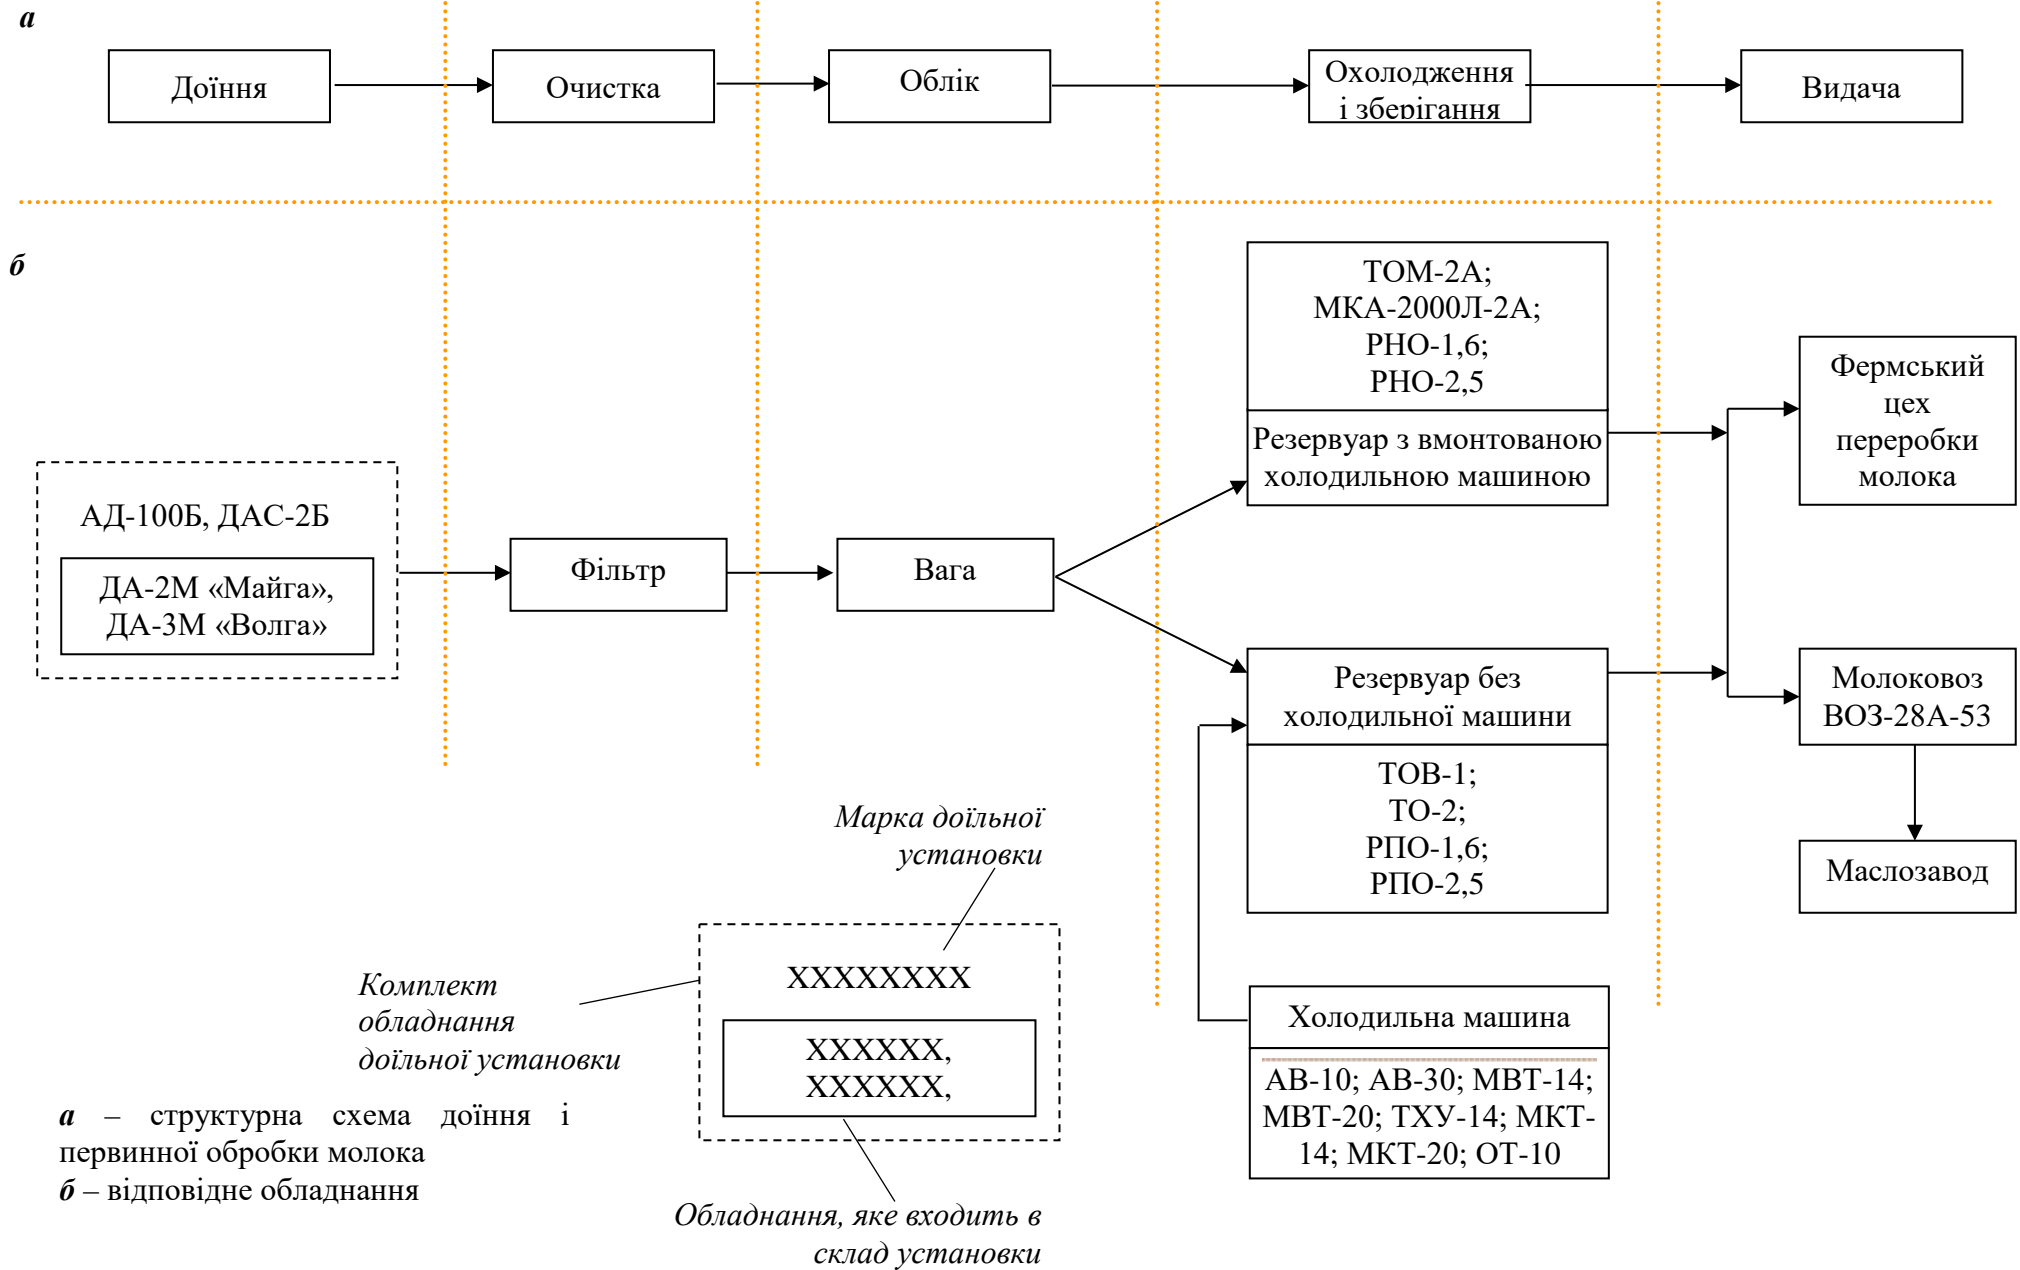 а
Доїння
Очистка
Облік
Охолодження
і зберігання
Видача
б
ТОМ-2А;
МКА-2000Л-2А;
РНО-1,6;
РНО-2,5
Резервуар з вмонтованою
холодильною машиною
Фермський
цех
переробки
молока
АД-100Б, ДАС-2Б
ДА-2М «Майга»,
ДА-3М «Волга»
Фільтр
Вага
Резервуар без
холодильної машини
ТОВ-1;
ТО-2;
РПО-1,6;
РПО-2,5
Молоковоз
ВОЗ-28А-53
Маслозавод
Марка доїльної
установки
ХХХХХХХХ
Комплект
обладнання
доїльної установки
ХХХХХХ,
ХХХХХХ,
Холодильна машина
АВ-10; АВ-30; МВТ-14;
МВТ-20; ТХУ-14; МКТ-
14; МКТ-20; ОТ-10
а – структурна схема доїння і
первинної обробки молока
б – відповідне обладнання
Обладнання, яке входить в
склад установки